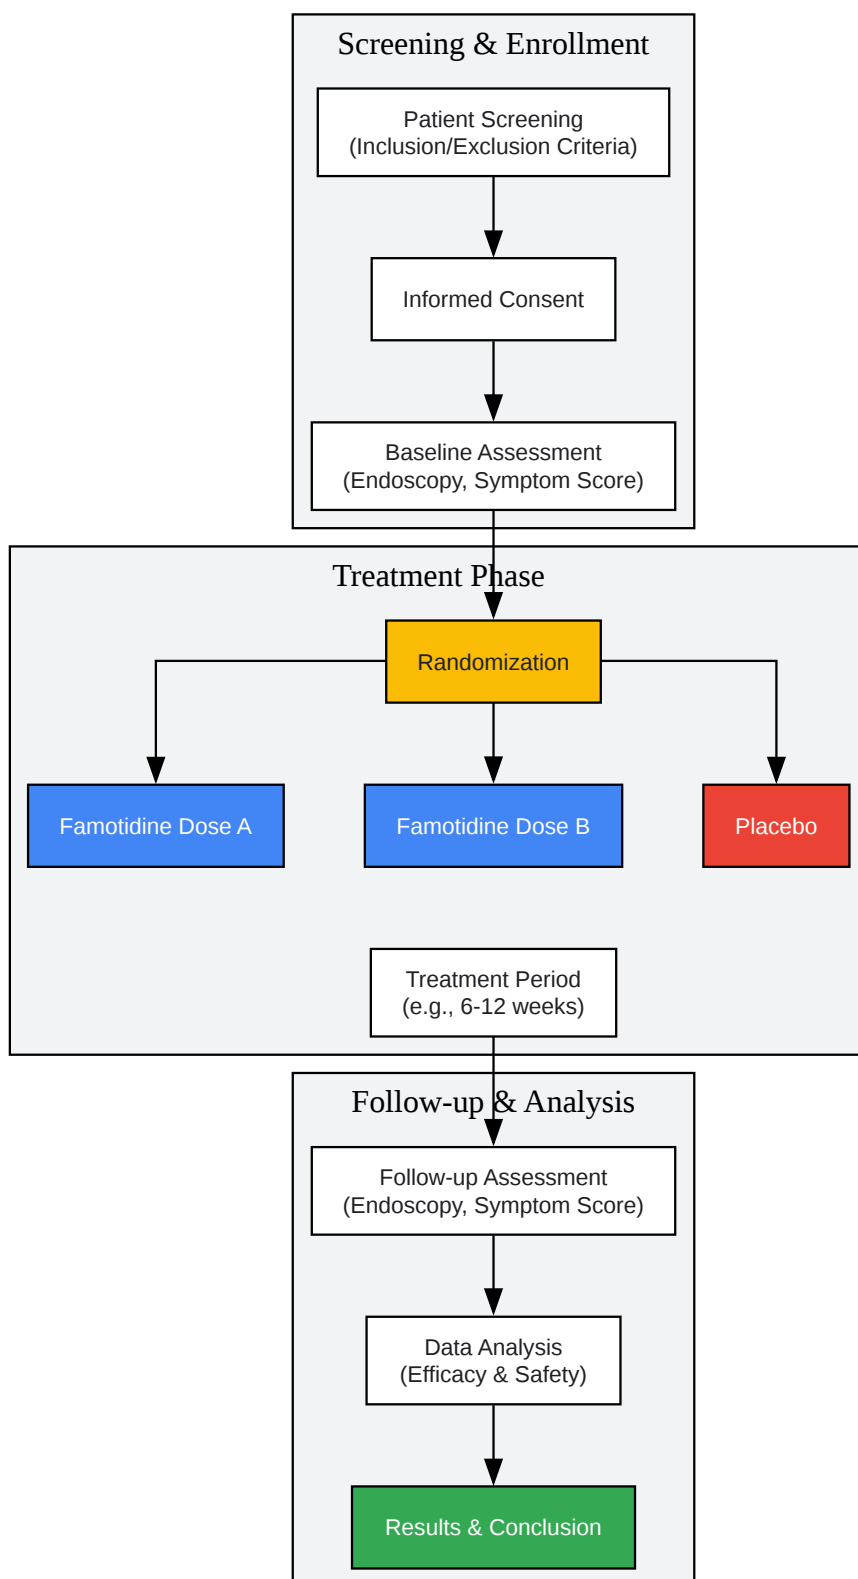 Screening & Enrollment
Patient Screening
(Inclusion/Exclusion Criteria)
Informed Consent
Baseline Assessment
(Endoscopy, Symptom Score)
Treatment Phase
Randomization
Famotidine Dose A
Famotidine Dose B
Placebo
Treatment Period
(e.g., 6-12 weeks)
Follow-up & Analysis
Follow-up Assessment
(Endoscopy, Symptom Score)
Data Analysis
(Efficacy & Safety)
Results & Conclusion